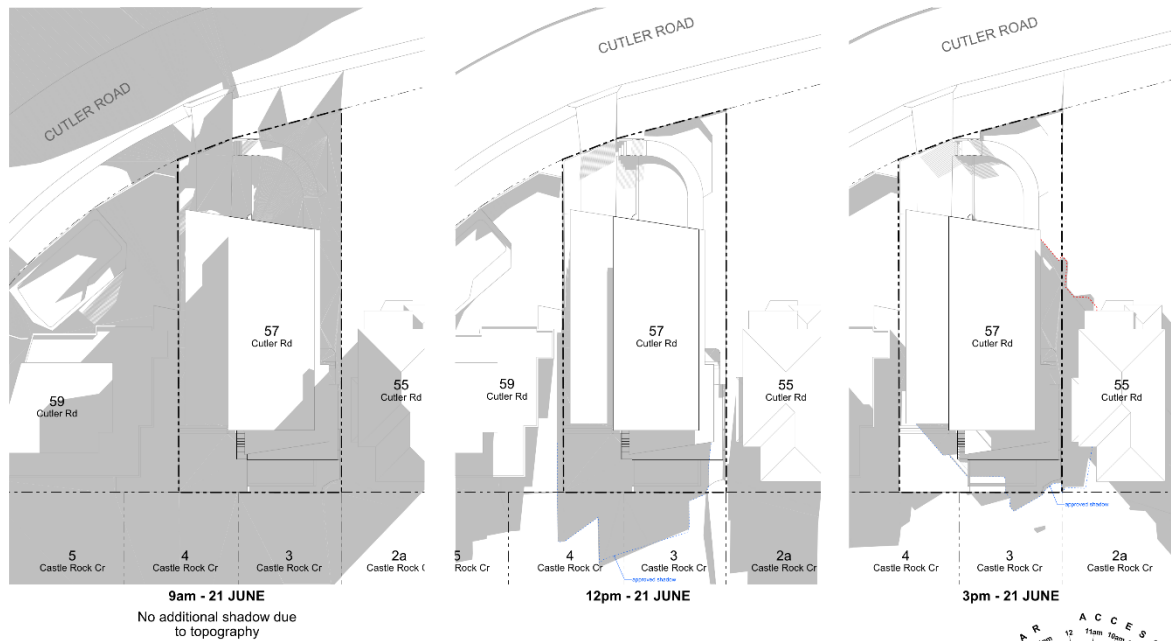 CUTLER ROAD
57
Cutler Rd
59
Cutler Rd
55
Cutler Rd
5
Castle Rock Cr
4
Castle Rock Cr
3
Castle Rock Cr
2a
Castle Rock C
9am - 21 JUNE
No additional shadow due
to topography
CUTLER ROAD
57
Cutler Rd
59
Cutler Rd
55
Cutler Rd
5
Rock Cr
4
Castle Rock Cr
3
Castle Rock Cr
2a
Castle Rock Cr
approved shadow
12pm - 21 JUNE
CUTLER ROAD
57
Cutler Rd
55
Cutler Rd
approved shadow
4
Castle Rock Cr
3
Castle Rock Cr
2a
Castle Rock Cr
3pm - 21 JUNE
A R A C C E S
12 11am 10am